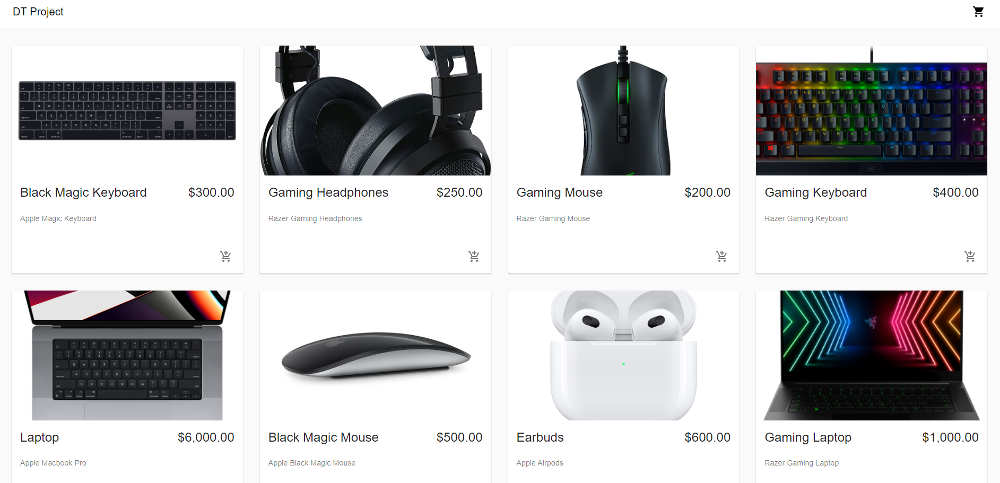 DT Project
Black Magic Keyboard $300.00
Apple Magic Keyboard
Gaming Headphones $250.00
Razer Gaming Headphones
Gaming Mouse $200.00
Razer Gaming Mouse
Gaming Keyboard $400.00
Razer Gaming Keyboard
Laptop $6,000.00
Apple Macbook Pro
Black Magic Mouse $500.00
Apple Black Magic Mouse
Earbuds $600.00
Apple Airpods
Gaming Laptop $1,000.00
Razer Gaming Laptop